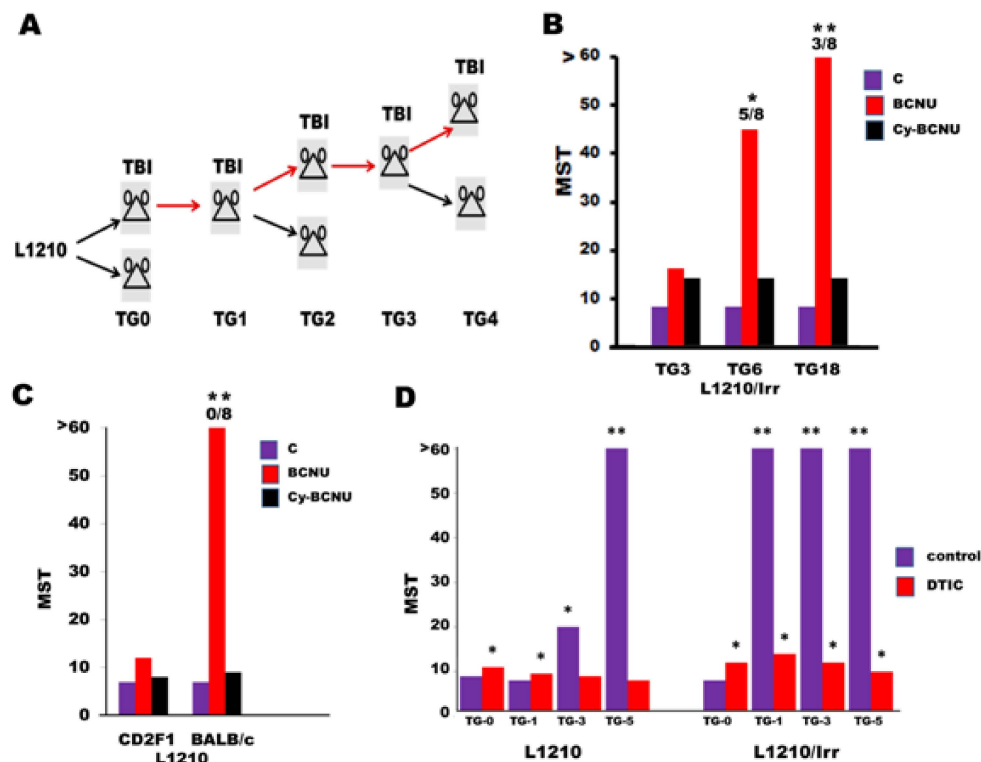 A
TBI
TBI
TBI
TBI
TBI
L1210
TG0
TG1
TG2
TG3
TG4
B
MST
> 60
50
40
30
20
10
0
*
5/8
**
3/8
C
BCNU
Cy-BCNU
TG3
TG6
TG18
L1210/Irr
C
MST
>60
50
40
30
20
10
0
**
0/8
C
BCNU
Cy-BCNU
CD2F1
BALB/c
L1210
D
MST
>60
50
40
30
20
10
0
*
*
*
**
*
**
*
**
*
**
*
control
DTIC
TG-0
TG-1
TG-3
TG-5
TG-0
TG-1
TG-3
TG-5
L1210
L1210/Irr